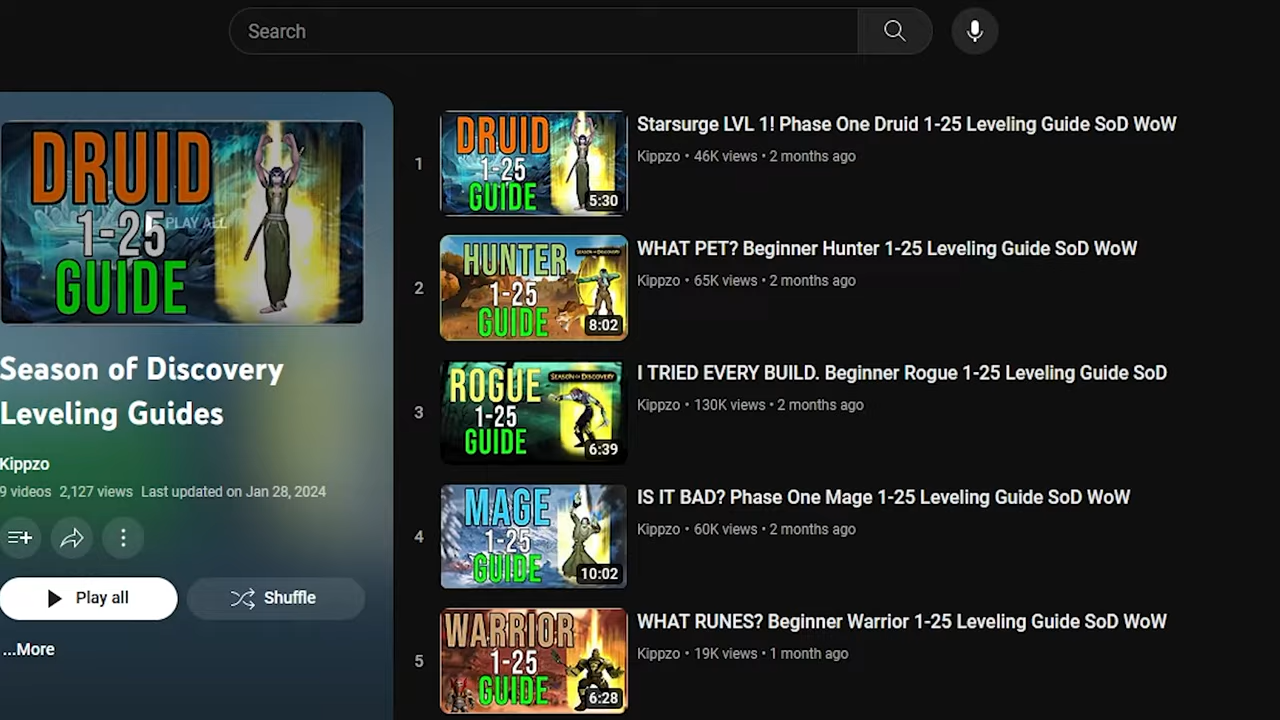 Search
DRUID
1-25
PLAY ALL
GUIDE
Season of Discovery
Leveling Guides
Kippzo
9 videos 2,127 views Last updated on Jan 28, 2024
Play all
Shuffle
...More
1
DRUID
1-25
GUIDE
5:30
Starsurge LVL 1! Phase One Druid 1-25 Leveling Guide SoD WoW
Kippzo • 46K views • 2 months ago
2
HUNTER
SEASON OF DISCOVERY
1-25
GUIDE
8:02
WHAT PET? Beginner Hunter 1-25 Leveling Guide SoD WoW
Kippzo • 65K views • 2 months ago
3
ROGUE
SEASON OF DISCOVERY
1-25
GUIDE
6:39
I TRIED EVERY BUILD. Beginner Rogue 1-25 Leveling Guide SoD
Kippzo • 130K views • 2 months ago
4
MAGE
1-25
GUIDE
10:02
IS IT BAD? Phase One Mage 1-25 Leveling Guide SoD WoW
Kippzo • 60K views • 2 months ago
5
WARRIOR
1-25
GUIDE
6:28
WHAT RUNES? Beginner Warrior 1-25 Leveling Guide SoD WoW
Kippzo • 19K views • 1 month ago